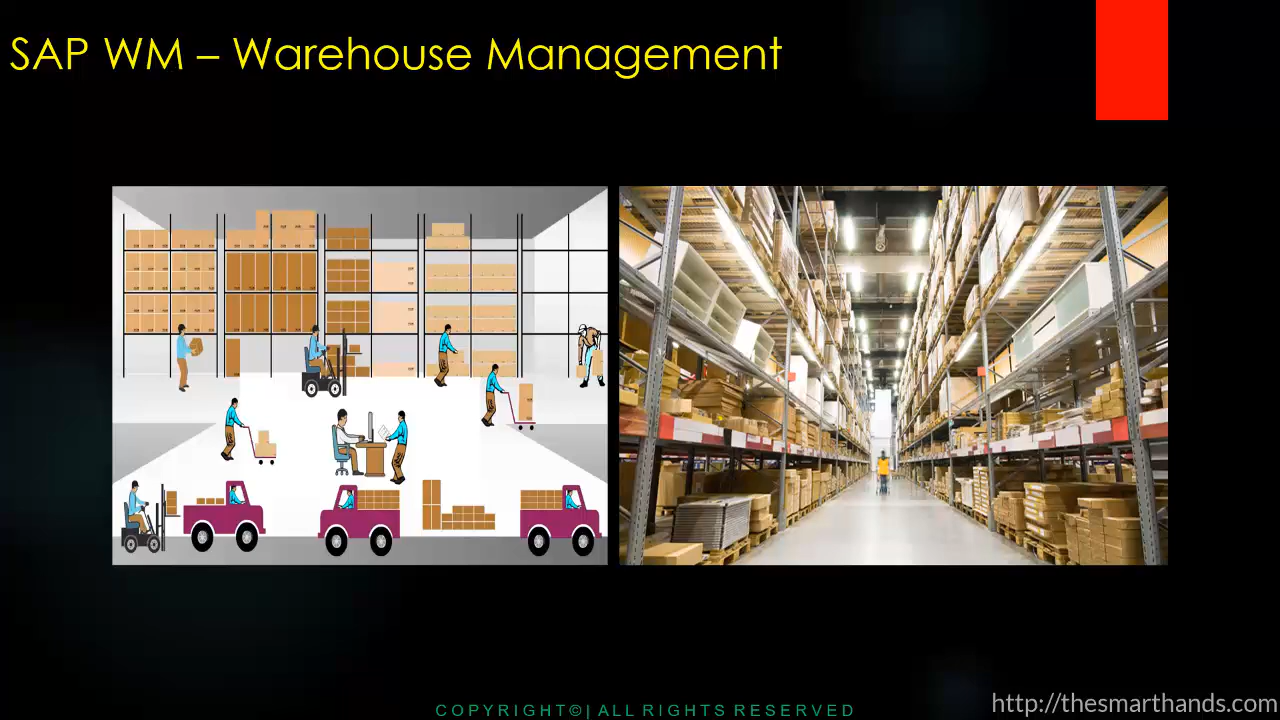 SAP WM – Warehouse Management
http://thesmarthands.com
COPYRIGHT©| ALL RIGHTS RESERVED